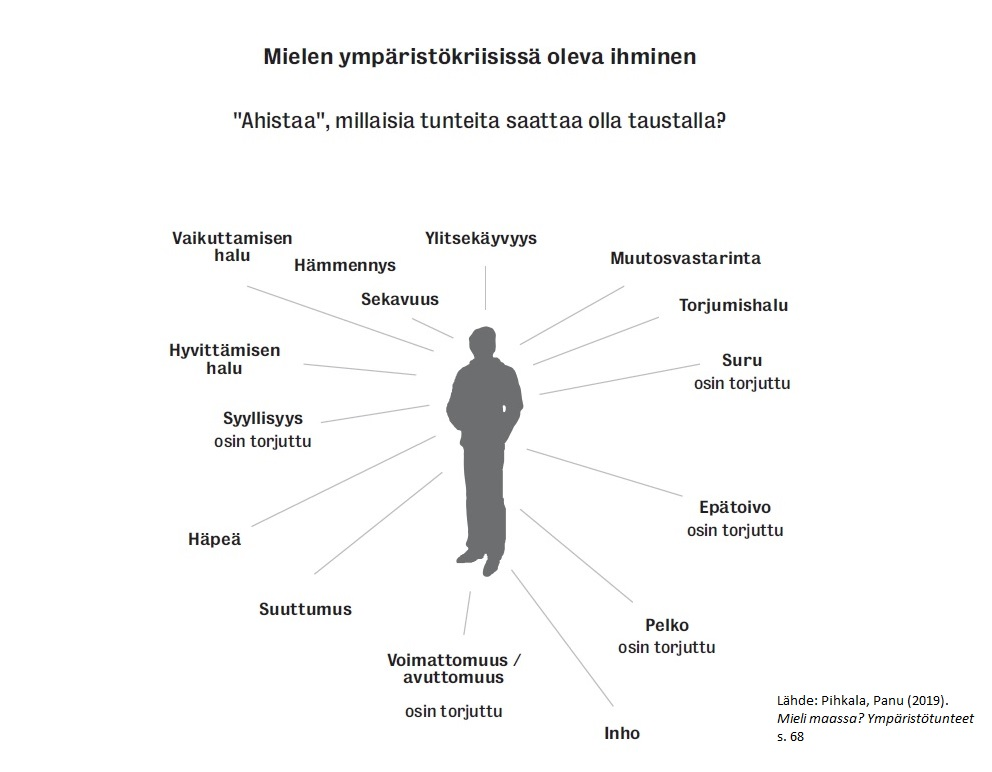 Mielen ympäristökriisissä oleva ihminen
"Ahistaa", millaisia tunteita saattaa olla taustalla?
Vaikuttamisen
halu
Hämmennys
Sekavuus
Ylitsekäyvyys
Muutosvastarinta
Torjumishalu
Hyvittämisen
halu
Suru
osin torjuttu
Syyllisyys
osin torjuttu
Epätoivo
osin torjuttu
Häpeä
Suuttumus
Pelko
osin torjuttu
Voimattomuus /
avuttomuus
osin torjuttu
Inho
Lähde: Pihkala, Panu (2019).
Mieli maassa? Ympäristötunteet
s. 68